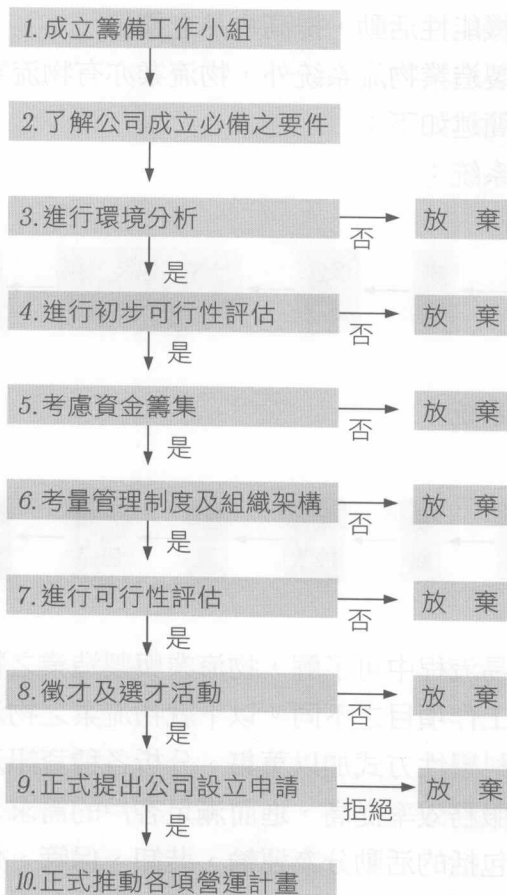 1.成立籌備工作小組
2.了解公司成立必備之要件
3.進行環境分析 否 放 棄
是
4.進行初步可行性評估 否 放 棄
是
5.考慮資金籌集 否 放 棄
是
6.考量管理制度及組織架構 否 放 棄
是
7.進行可行性評估 否 放 棄
是
8.徵才及選才活動 否 放 棄
是
9.正式提出公司設立申請 拒絕 放 棄
是
10.正式推動各項營運計畫